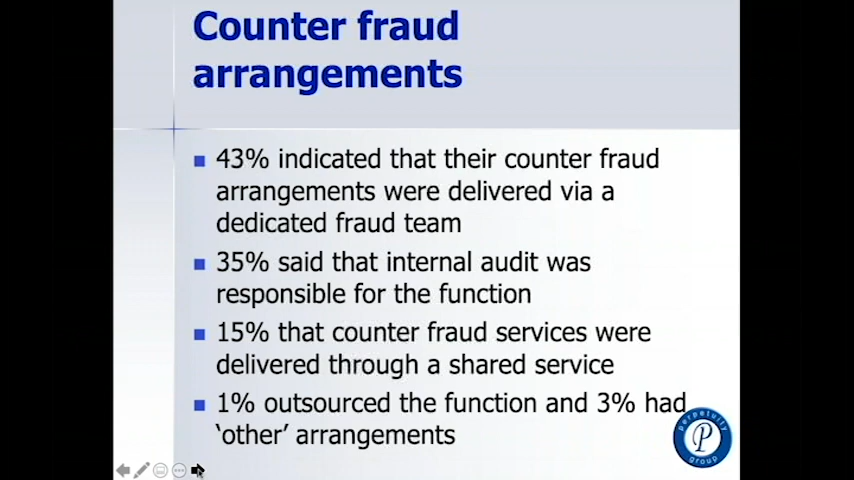 Counter fraud
arrangements
43% indicated that their counter fraud
arrangements were delivered via a
dedicated fraud team
35% said that internal audit was
responsible for the function
15% that counter fraud services were
delivered through a shared service
1% outsourced the function and 3% had
‘other’ arrangements
perpetuity
P
group